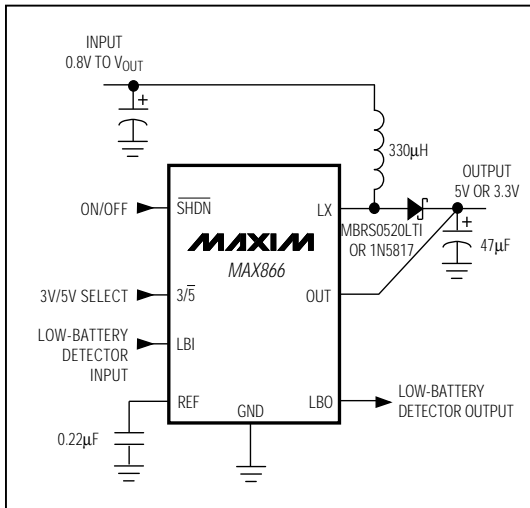 INPUT
0.8V TO VOUT
+
330µH
OUTPUT
5V OR 3.3V
ON/OFF
SHDN
LX
MBRS0520LTI
OR 1N5817
+
47µF
MAXIM
MAX866
3V/5V SELECT
3/5
OUT
LOW-BATTERY
DETECTOR
INPUT
LBI
REF
GND
LBO
LOW-BATTERY
DETECTOR OUTPUT
0.22µF